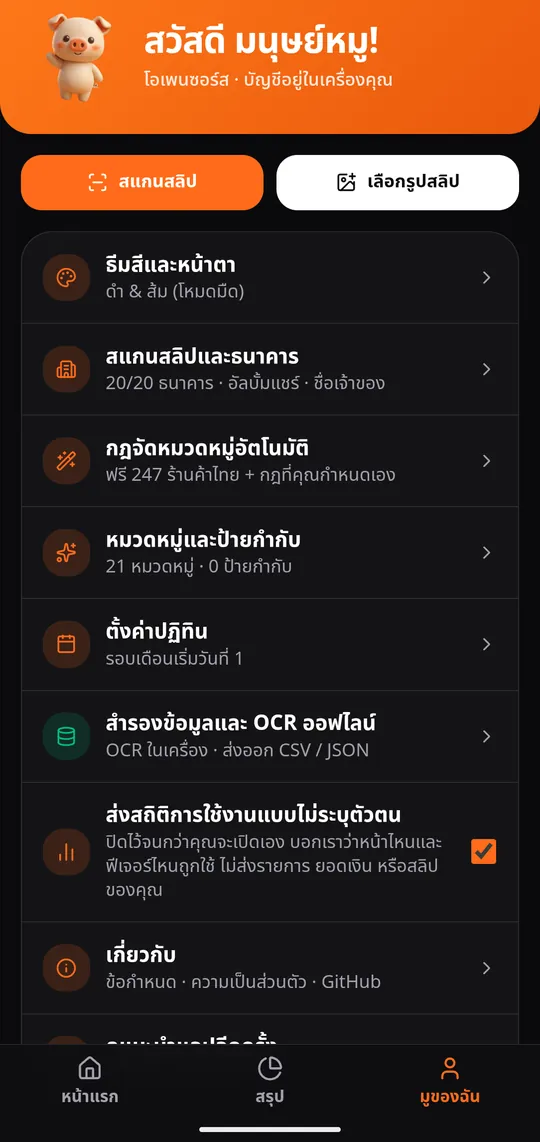 สวัสดี มนุษย์หมู!
โอเพนซอร์ส · บัญชีอยู่ในเครื่องคุณ
สแกนสลิป
เลือกรูปสลิป
ธีมสีและหน้าตา
ดำ & ส้ม (โหมดมืด)
สแกนสลิปและธนาคาร
20/20 ธนาคาร · อัลบั้มแชร์ · ชื่อเจ้าของ
กฎจัดหมวดหมู่อัตโนมัติ
ฟรี 247 ร้านค้าไทย + กฎที่คุณกำหนดเอง
หมวดหมู่และป้ายกำกับ
21 หมวดหมู่ · 0 ป้ายกำกับ
ตั้งค่าปฏิทิน
รอบเดือนเริ่มวันที่ 1
สำรองข้อมูลและ OCR ออฟไลน์
OCR ในเครื่อง · ส่งออก CSV / JSON
ส่งสถิติการใช้งานแบบไม่ระบุตัวตน
ปิดไว้จนกว่าคุณจะเปิดเอง บอกเราว่าหน้าไหนและ
ฟีเจอร์ไหนถูกใช้ ไม่ส่งรายการ ยอดเงิน หรือสลิป
ของคุณ
เกี่ยวกับ
ข้อกำหนด · ความเป็นส่วนตัว · GitHub
หน้าแรก
สรุป
มูของฉัน